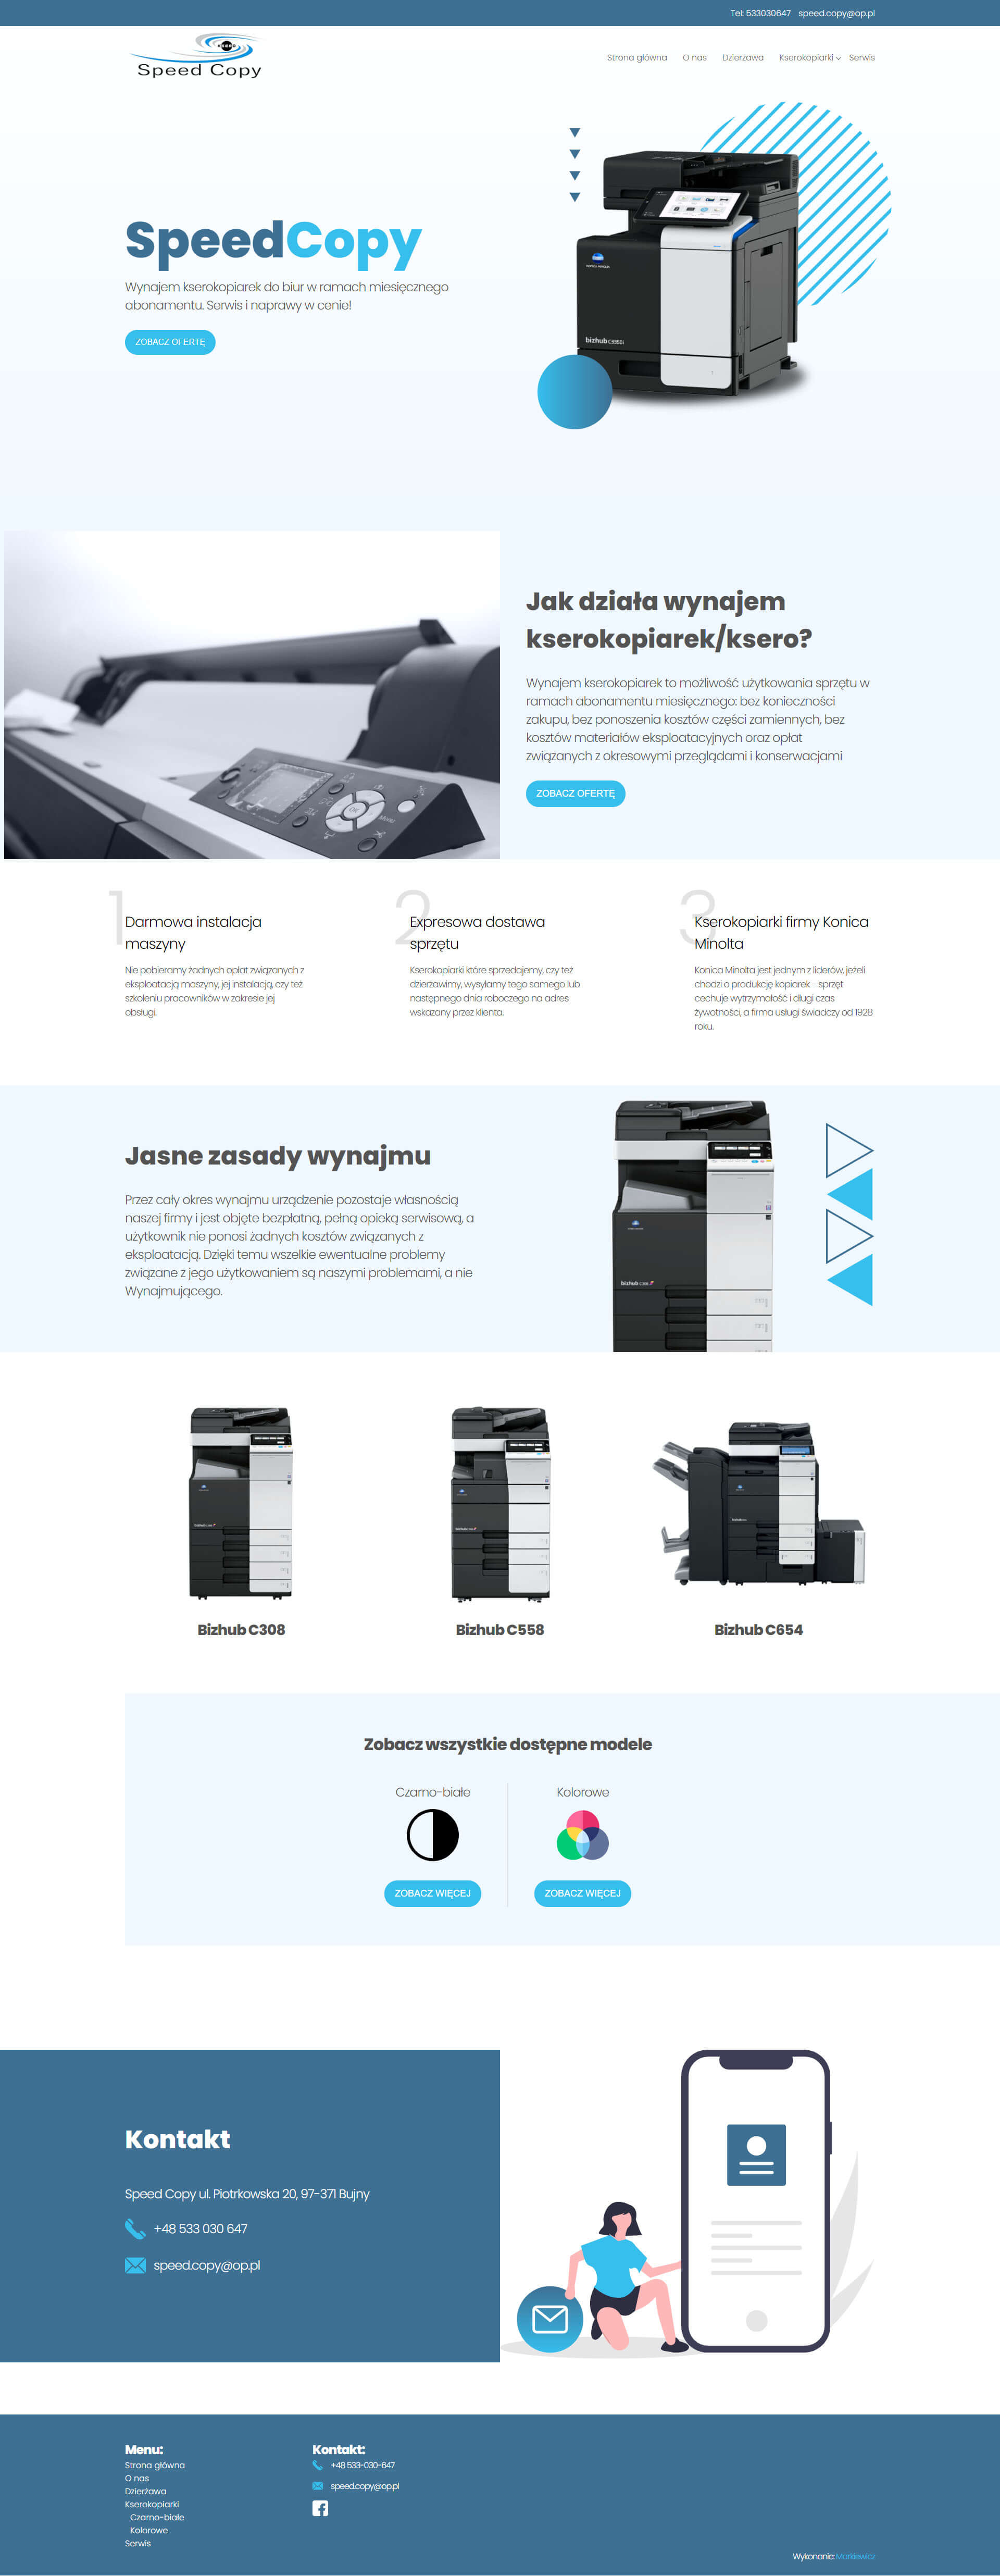 Tel: 533030647 speed.copy@op.pl
Speed Copy
Strona główna O nas Dzierżawa Kserokopiarki Serwis
SpeedCopy
Wynajem kserokopiarek do biur w ramach miesięcznego
abonamentu. Serwis i naprawy w cenie!
ZOBACZ OFERTĘ
KONICA MINOLTA
bizhub C3350i
Jak działa wynajem
kserokopiarek/ksero?
Wynajem kserokopiarek to możliwość użytkowania sprzętu w
ramach abonamentu miesięcznego: bez konieczności
zakupu, bez ponoszenia kosztów części zamiennych, bez
kosztów materiałów eksploatacyjnych oraz opłat
związanych z okresowymi przeglądami i konserwacjami
ZOBACZ OFERTĘ
OK
Menu
1
Darmowa instalacja
maszyny
Nie pobieramy żadnych opłat związanych z
eksploatacją maszyny, jej instalacją, czy też
szkoleniu pracowników w zakresie jej
obsługi.
2
Expresowa dostawa
sprzętu
Kserokopiarki które sprzedajemy, czy też
dzierżawimy, wysyłamy tego samego lub
następnego dnia roboczego na adres
wskazany przez klienta.
3
Kserokopiarki firmy Konica
Minolta
Konica Minolta jest jednym z liderów, jeżeli
chodzi o produkcję kopiarek - sprzęt
cechuje wytrzymałość i długi czas
żywotności, a firma usługi świadczy od 1928
roku.
Jasne zasady wynajmu
Przez cały okres wynajmu urządzenie pozostaje własnością
naszej firmy i jest objęte bezpłatną, pełną opieką serwisową, a
użytkownik nie ponosi żadnych kosztów związanych z
eksploatacją. Dzięki temu wszelkie ewentualne problemy
związane z jego użytkowaniem są naszymi problemami, a nie
Wynajmującego.
bizhub
Bizhub C308
Bizhub C558
Bizhub C654
Zobacz wszystkie dostępne modele
Czarno-białe
Kolorowe
ZOBACZ WIĘCEJ
ZOBACZ WIĘCEJ
Kontakt
Speed Copy ul. Piotrkowska 20, 97-371 Bujny
+48 533 030 647
speed.copy@op.pl
Menu:
Strona główna
O nas
Dzierżawa
Kserokopiarki
Czarno-białe
Kolorowe
Serwis
Kontakt:
+48 533-030-647
speed.copy@op.pl
Wykonanie: Markiewicz